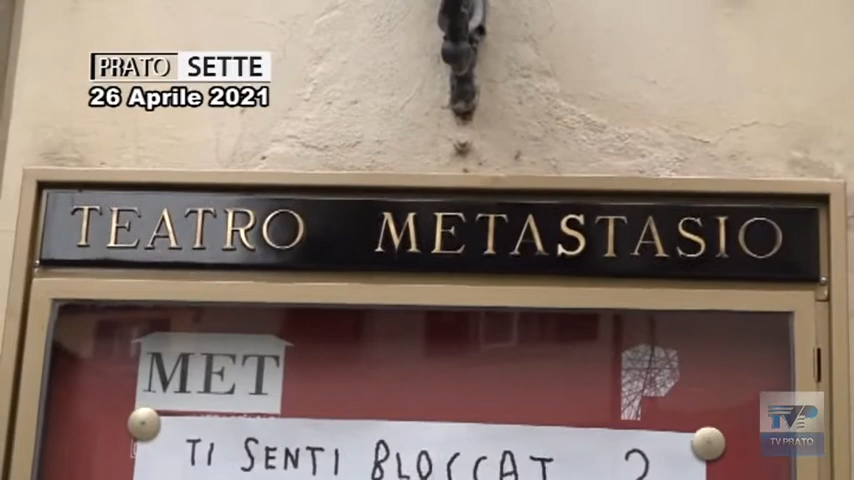 PRATO SETTE
26 Aprile 2021
TEATRO METASTASIO
MET
TI SENTI BLOCCAT ?
TV PRATO